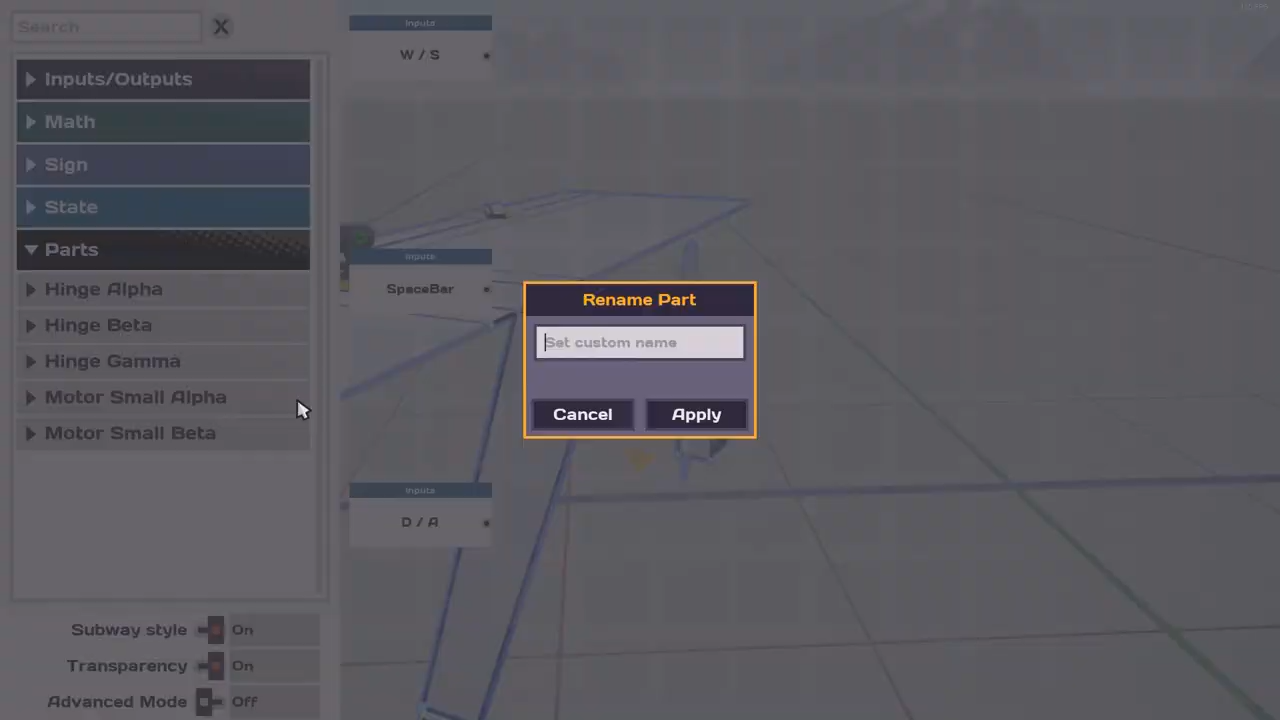 Search
X
Inputs/Outputs
Math
Sign
State
Parts
Hinge Alpha
Hinge Beta
Hinge Gamma
Motor Small Alpha
Motor Small Beta
Subway style
On
Transparency
On
Advanced Mode
Off
Inputs
W / S
Inputs
SpaceBar
Inputs
D / A
Rename Part
Set custom name
Cancel
Apply